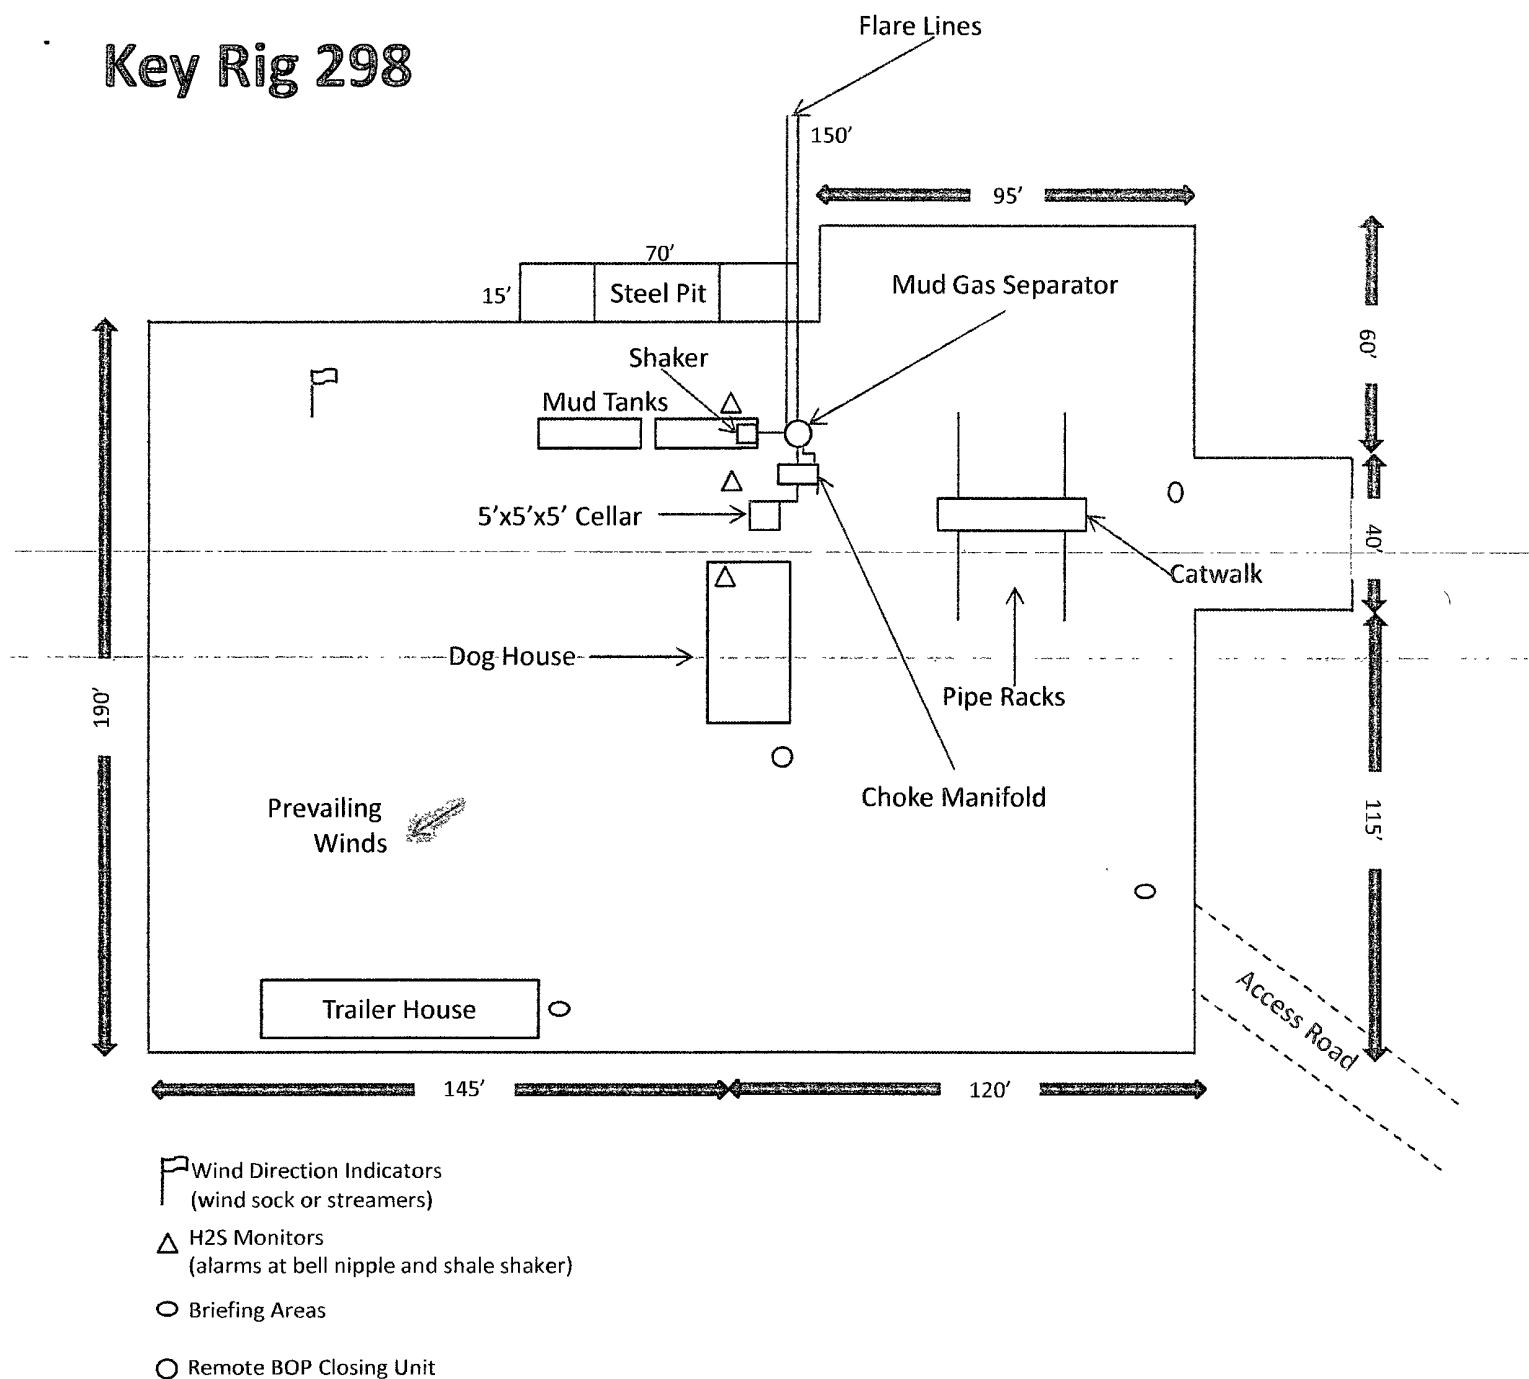 Flare Lines
Key Rig 298
150'
95'
70'
Steel Pit
15'
Mud Gas Separator
60'
Shaker
Mud Tanks
5'x5'x5' Cellar
40'
Catwalk
Dog House
Pipe Racks
190'
Choke Manifold
Prevailing
Winds
115'
Access Road
Trailer House
145'
120'
Wind Direction Indicators
(wind sock or streamers)
H2S Monitors
(alarms at bell nipple and shale shaker)
Briefing Areas
Remote BOP Closing Unit